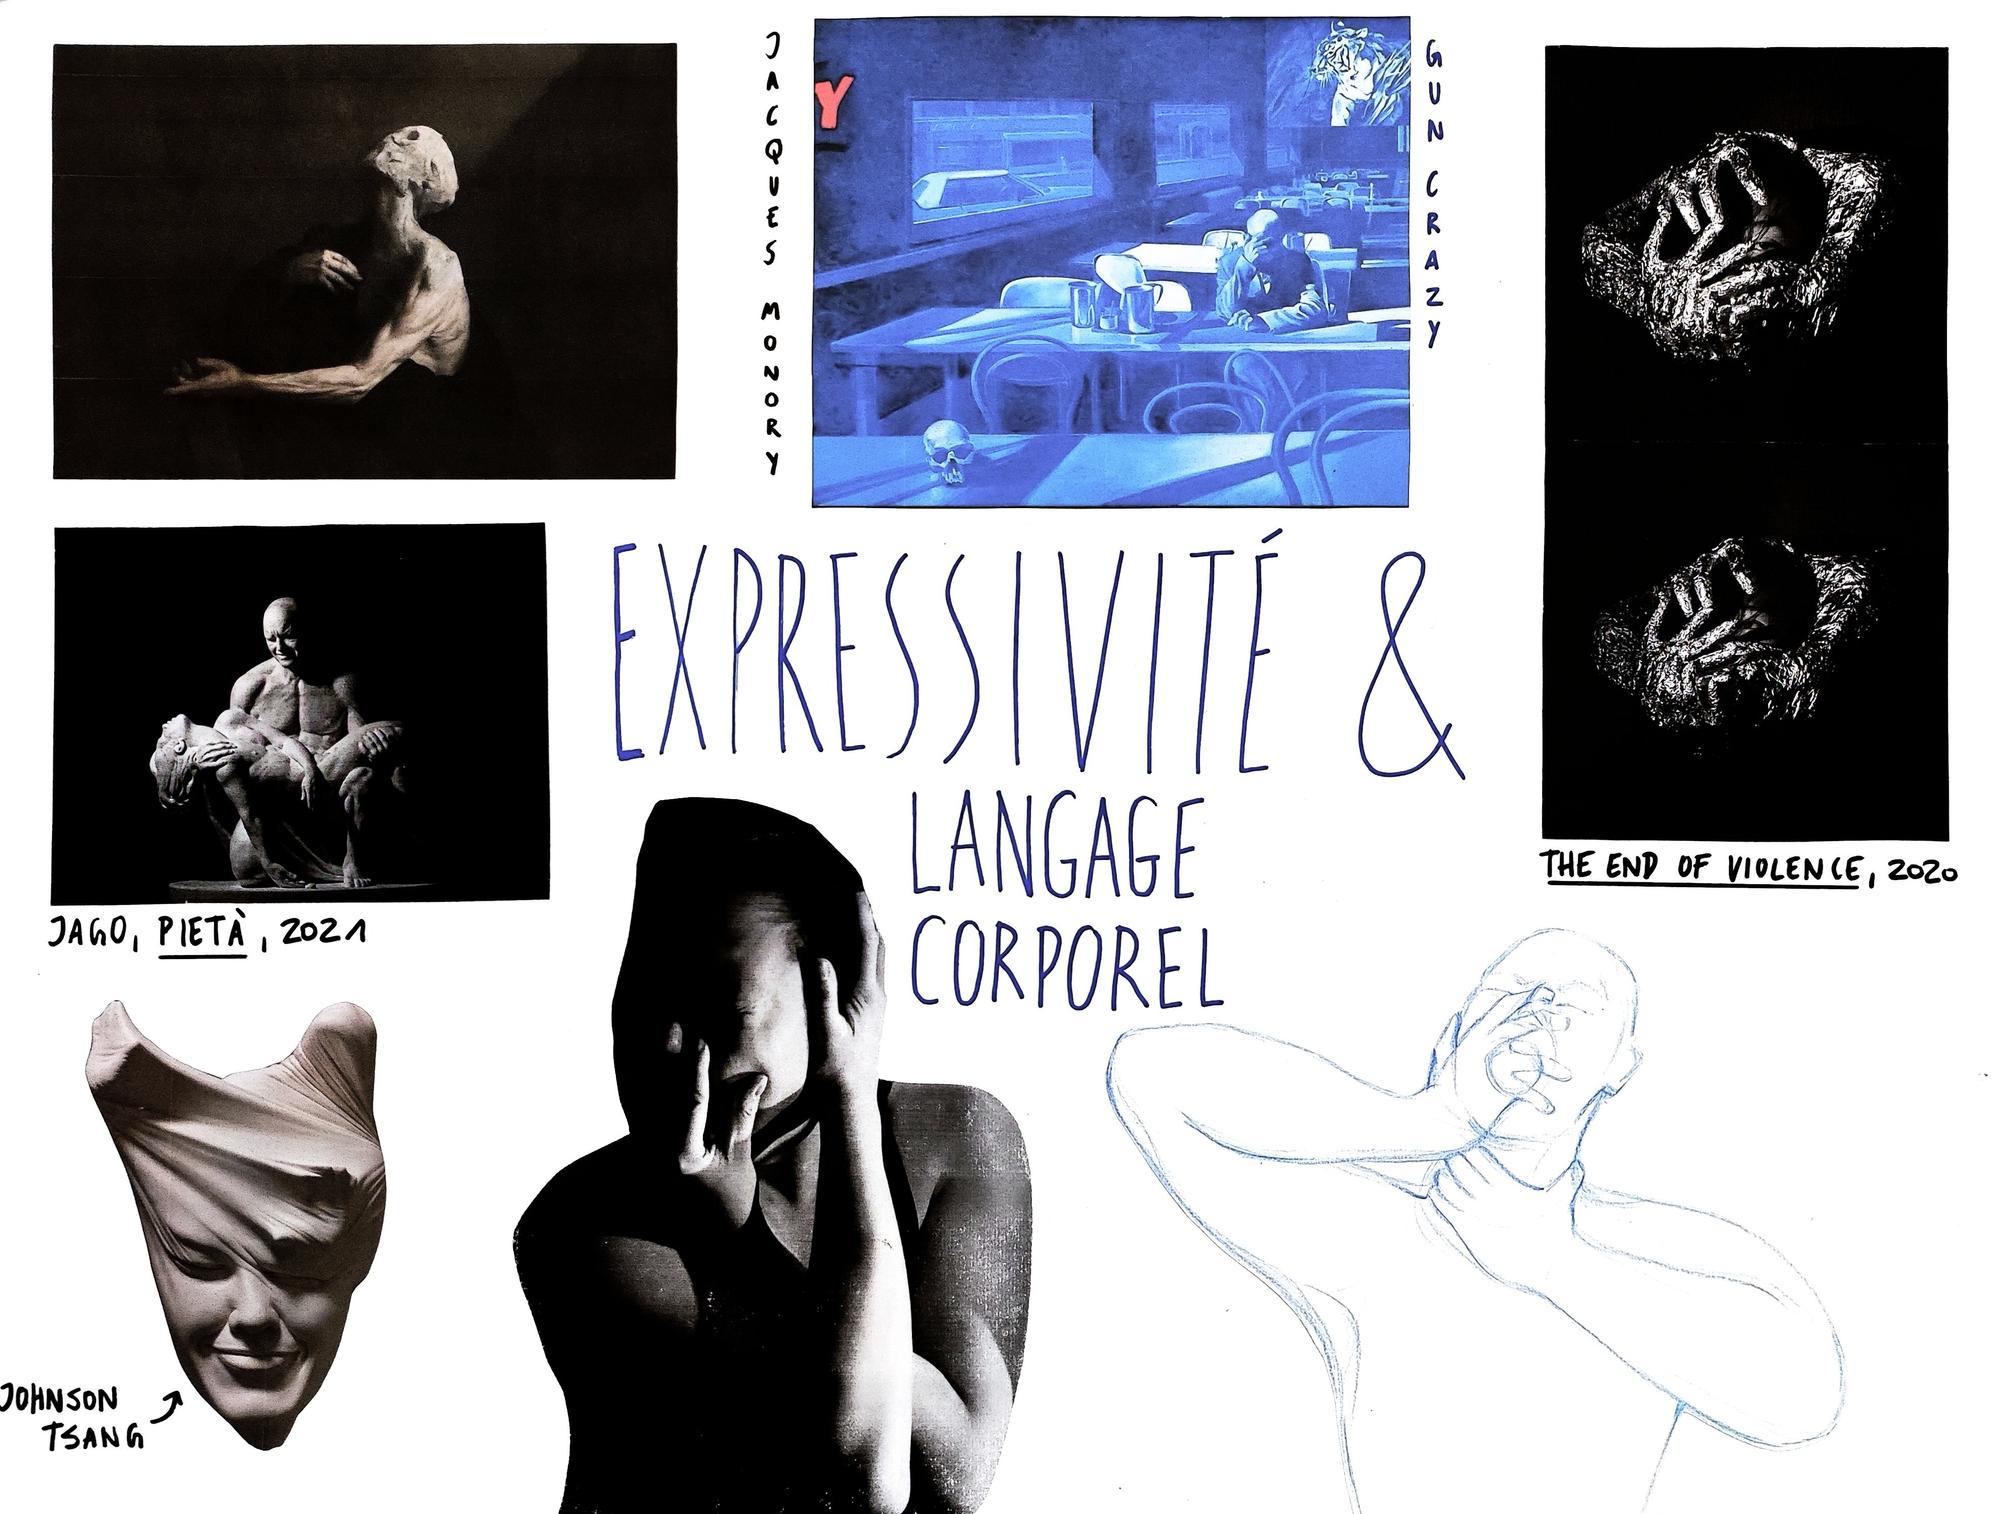 JACQUES MONORY
Y
GUN CRAZY
EXPRESSIVITÉ &
LANGAGE
CORPOREL
THE END OF VIOLENCE, 2020
JAGO, PIETÀ, 2021
JOHNSON
TSANG